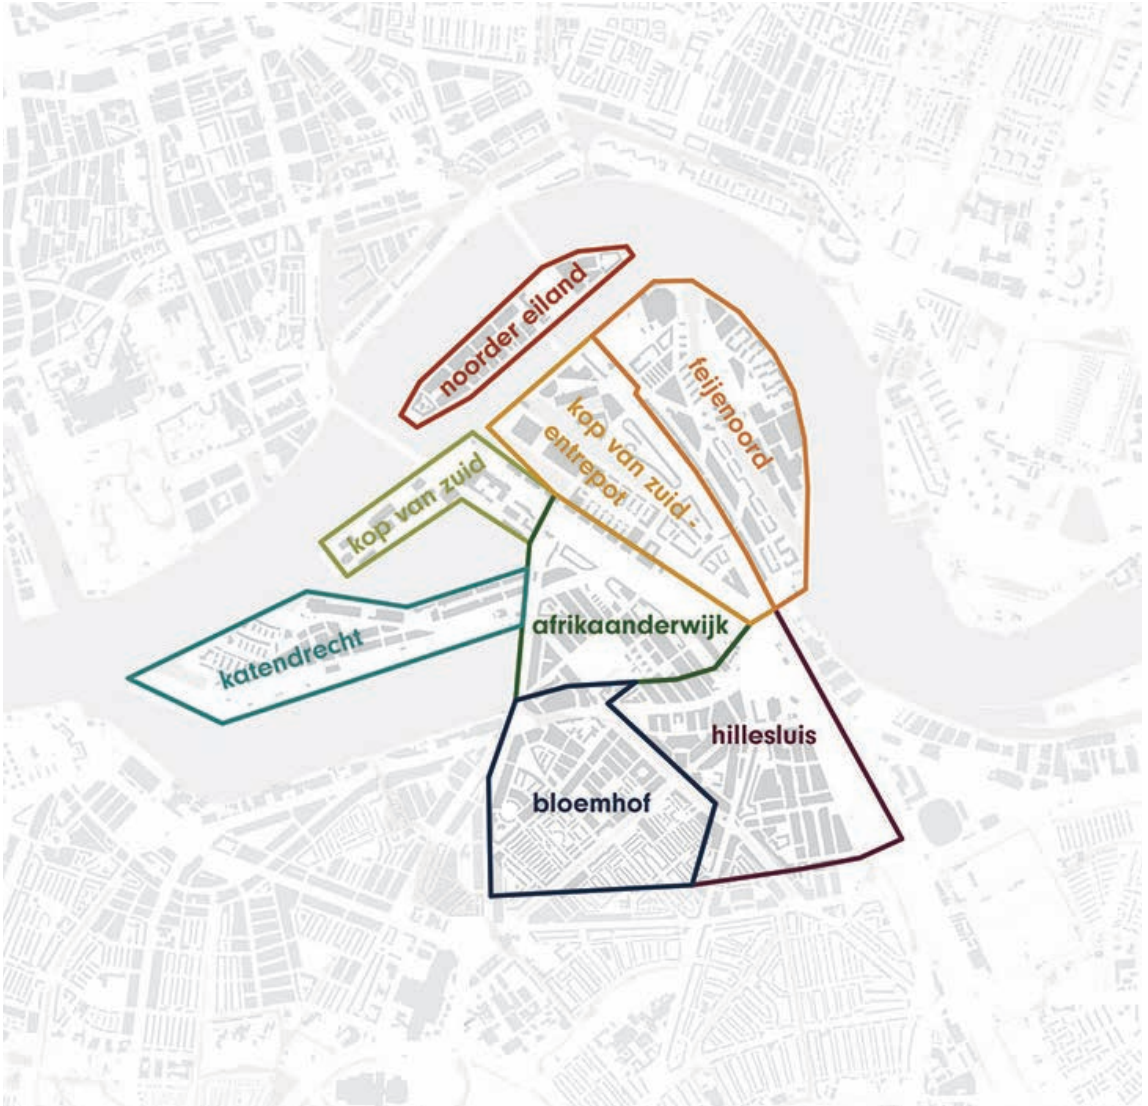 noorder eiland
feijenoord
kop van zuid -
entrepot
kop van zuid
afrikaanderwijk
katendrecht
hillesluis
bloemhof